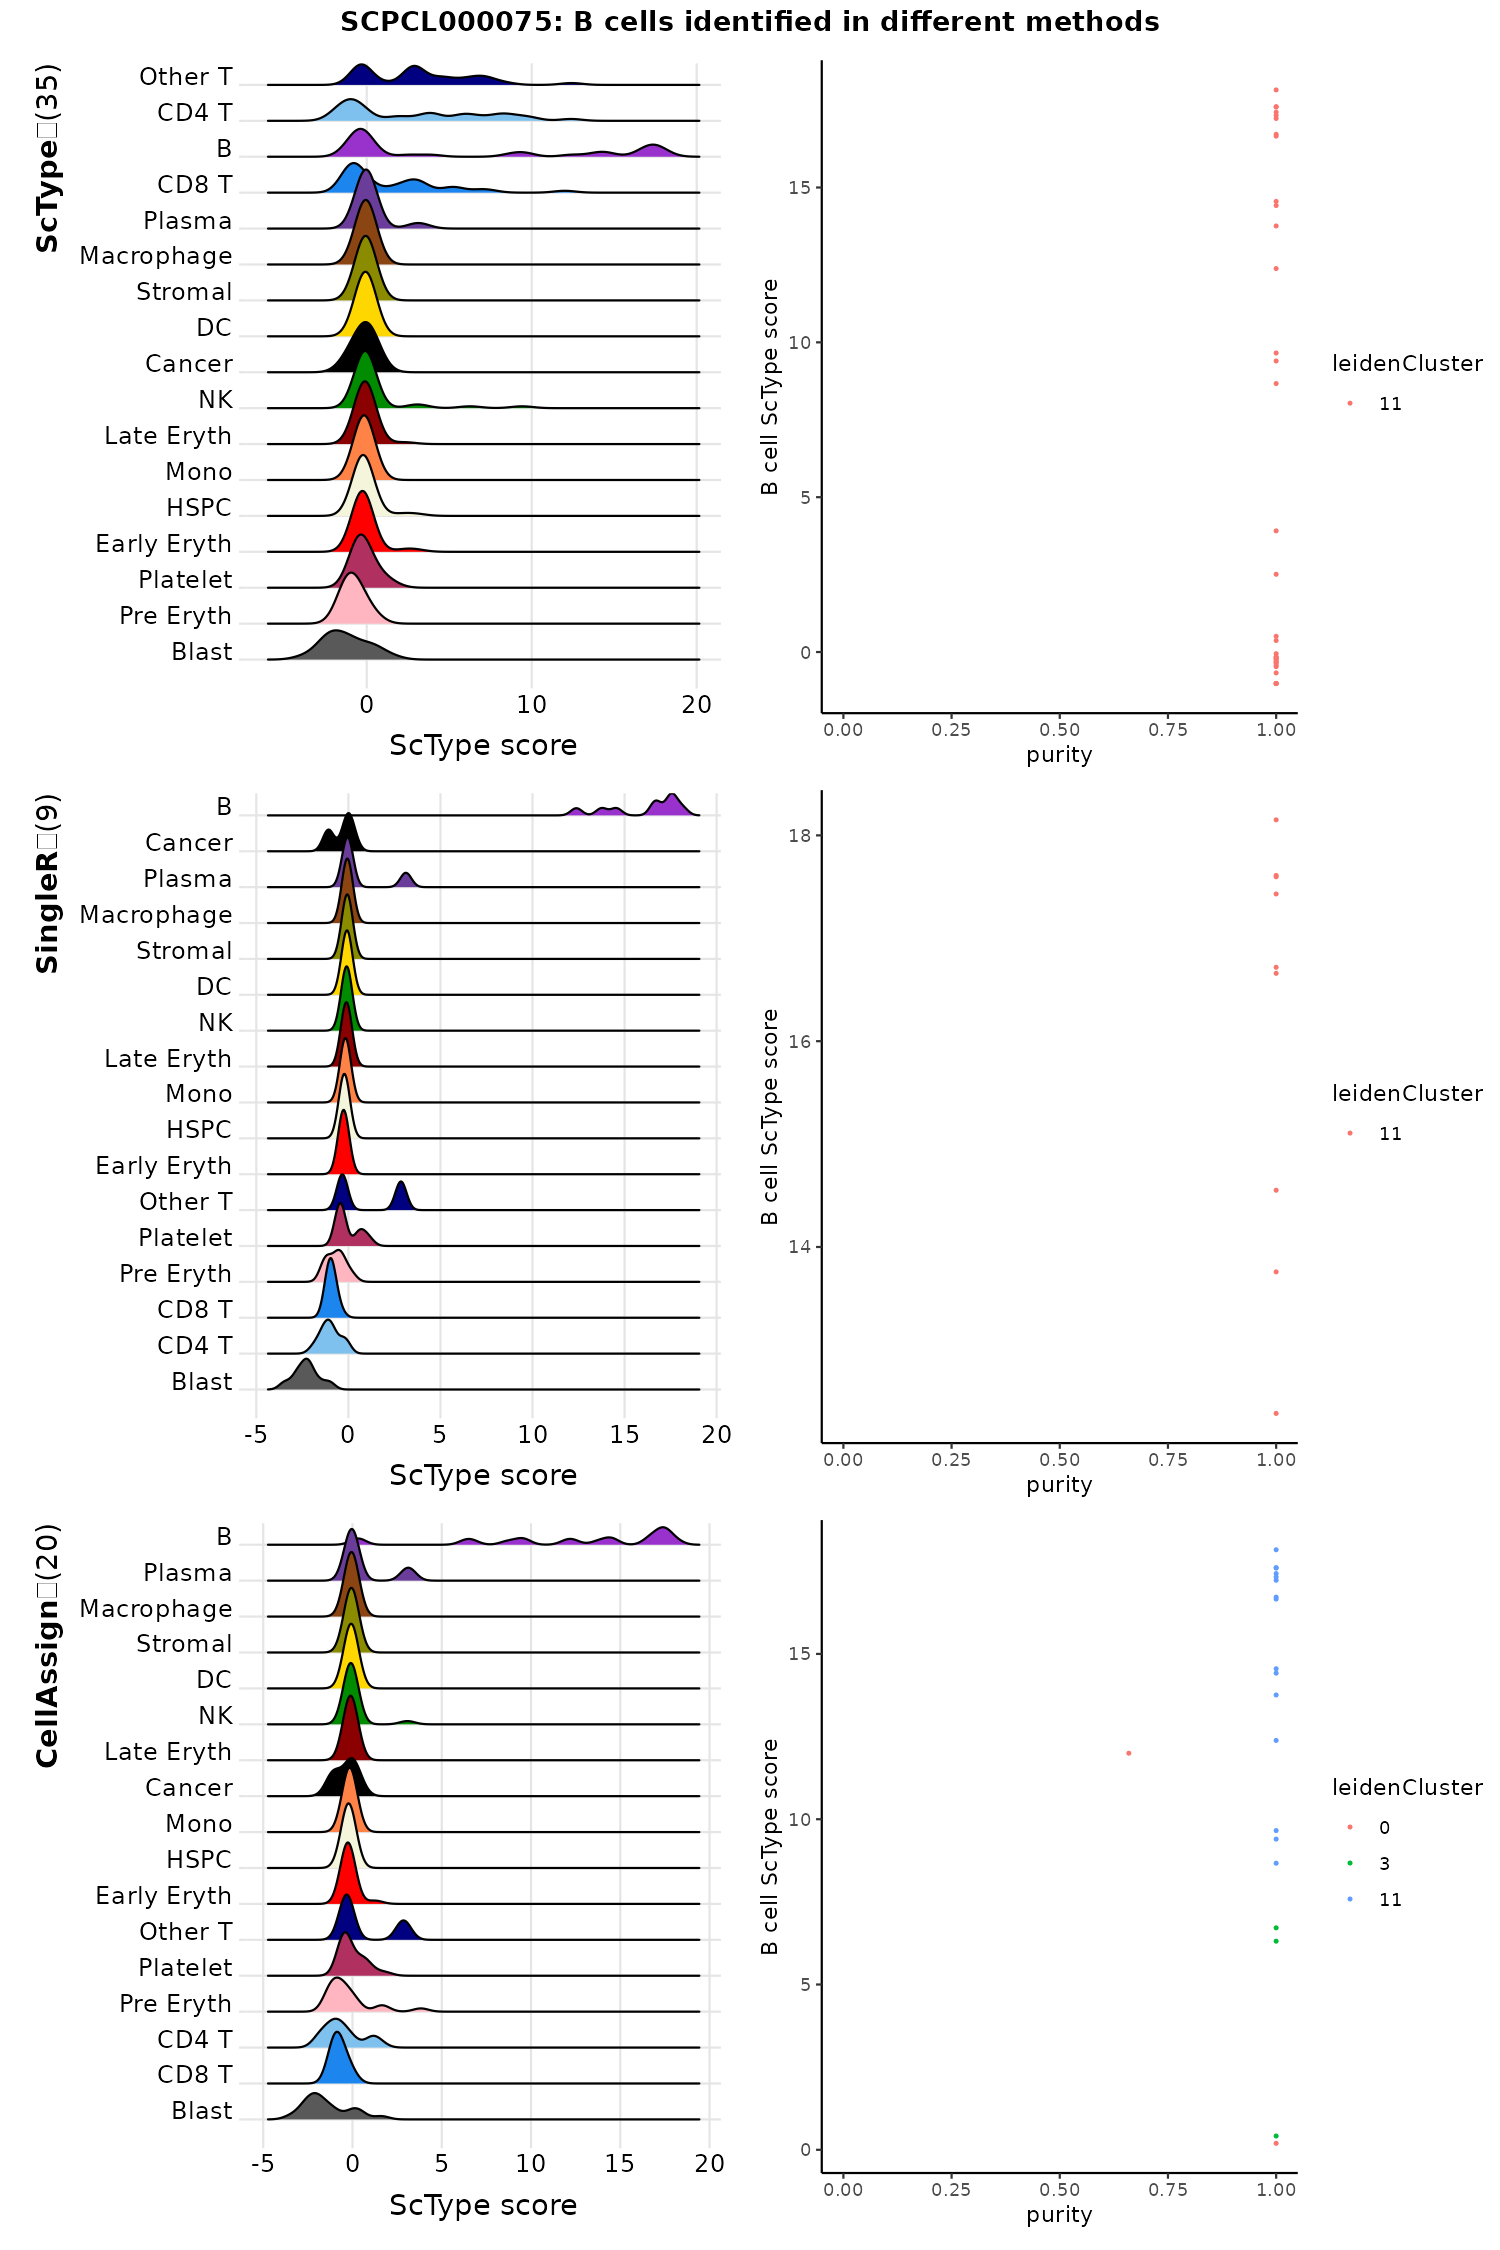 SCPCL000075: B cells identified in different methods
ScType□(35)
Other T
CD4 T
B
CD8 T
Plasma
Macrophage
Stromal
DC
Cancer
NK
Late Eryth
Mono
HSPC
Early Eryth
Platelet
Pre Eryth
Blast
0 10 20
ScType score
B cell ScType score
15
10
5
0
0.00 0.25 0.50 0.75 1.00
purity
leidenCluster
11
SingleR□(9)
B
Cancer
Plasma
Macrophage
Stromal
DC
NK
Late Eryth
Mono
HSPC
Early Eryth
Other T
Platelet
Pre Eryth
CD8 T
CD4 T
Blast
-5 0 5 10 15 20
ScType score
B cell ScType score
18
16
14
0.00 0.25 0.50 0.75 1.00
purity
leidenCluster
11
CellAssign□(20)
B
Plasma
Macrophage
Stromal
DC
NK
Late Eryth
Cancer
Mono
HSPC
Early Eryth
Other T
Platelet
Pre Eryth
CD4 T
CD8 T
Blast
-5 0 5 10 15 20
ScType score
B cell ScType score
15
10
5
0
0.00 0.25 0.50 0.75 1.00
purity
leidenCluster
0
3
11